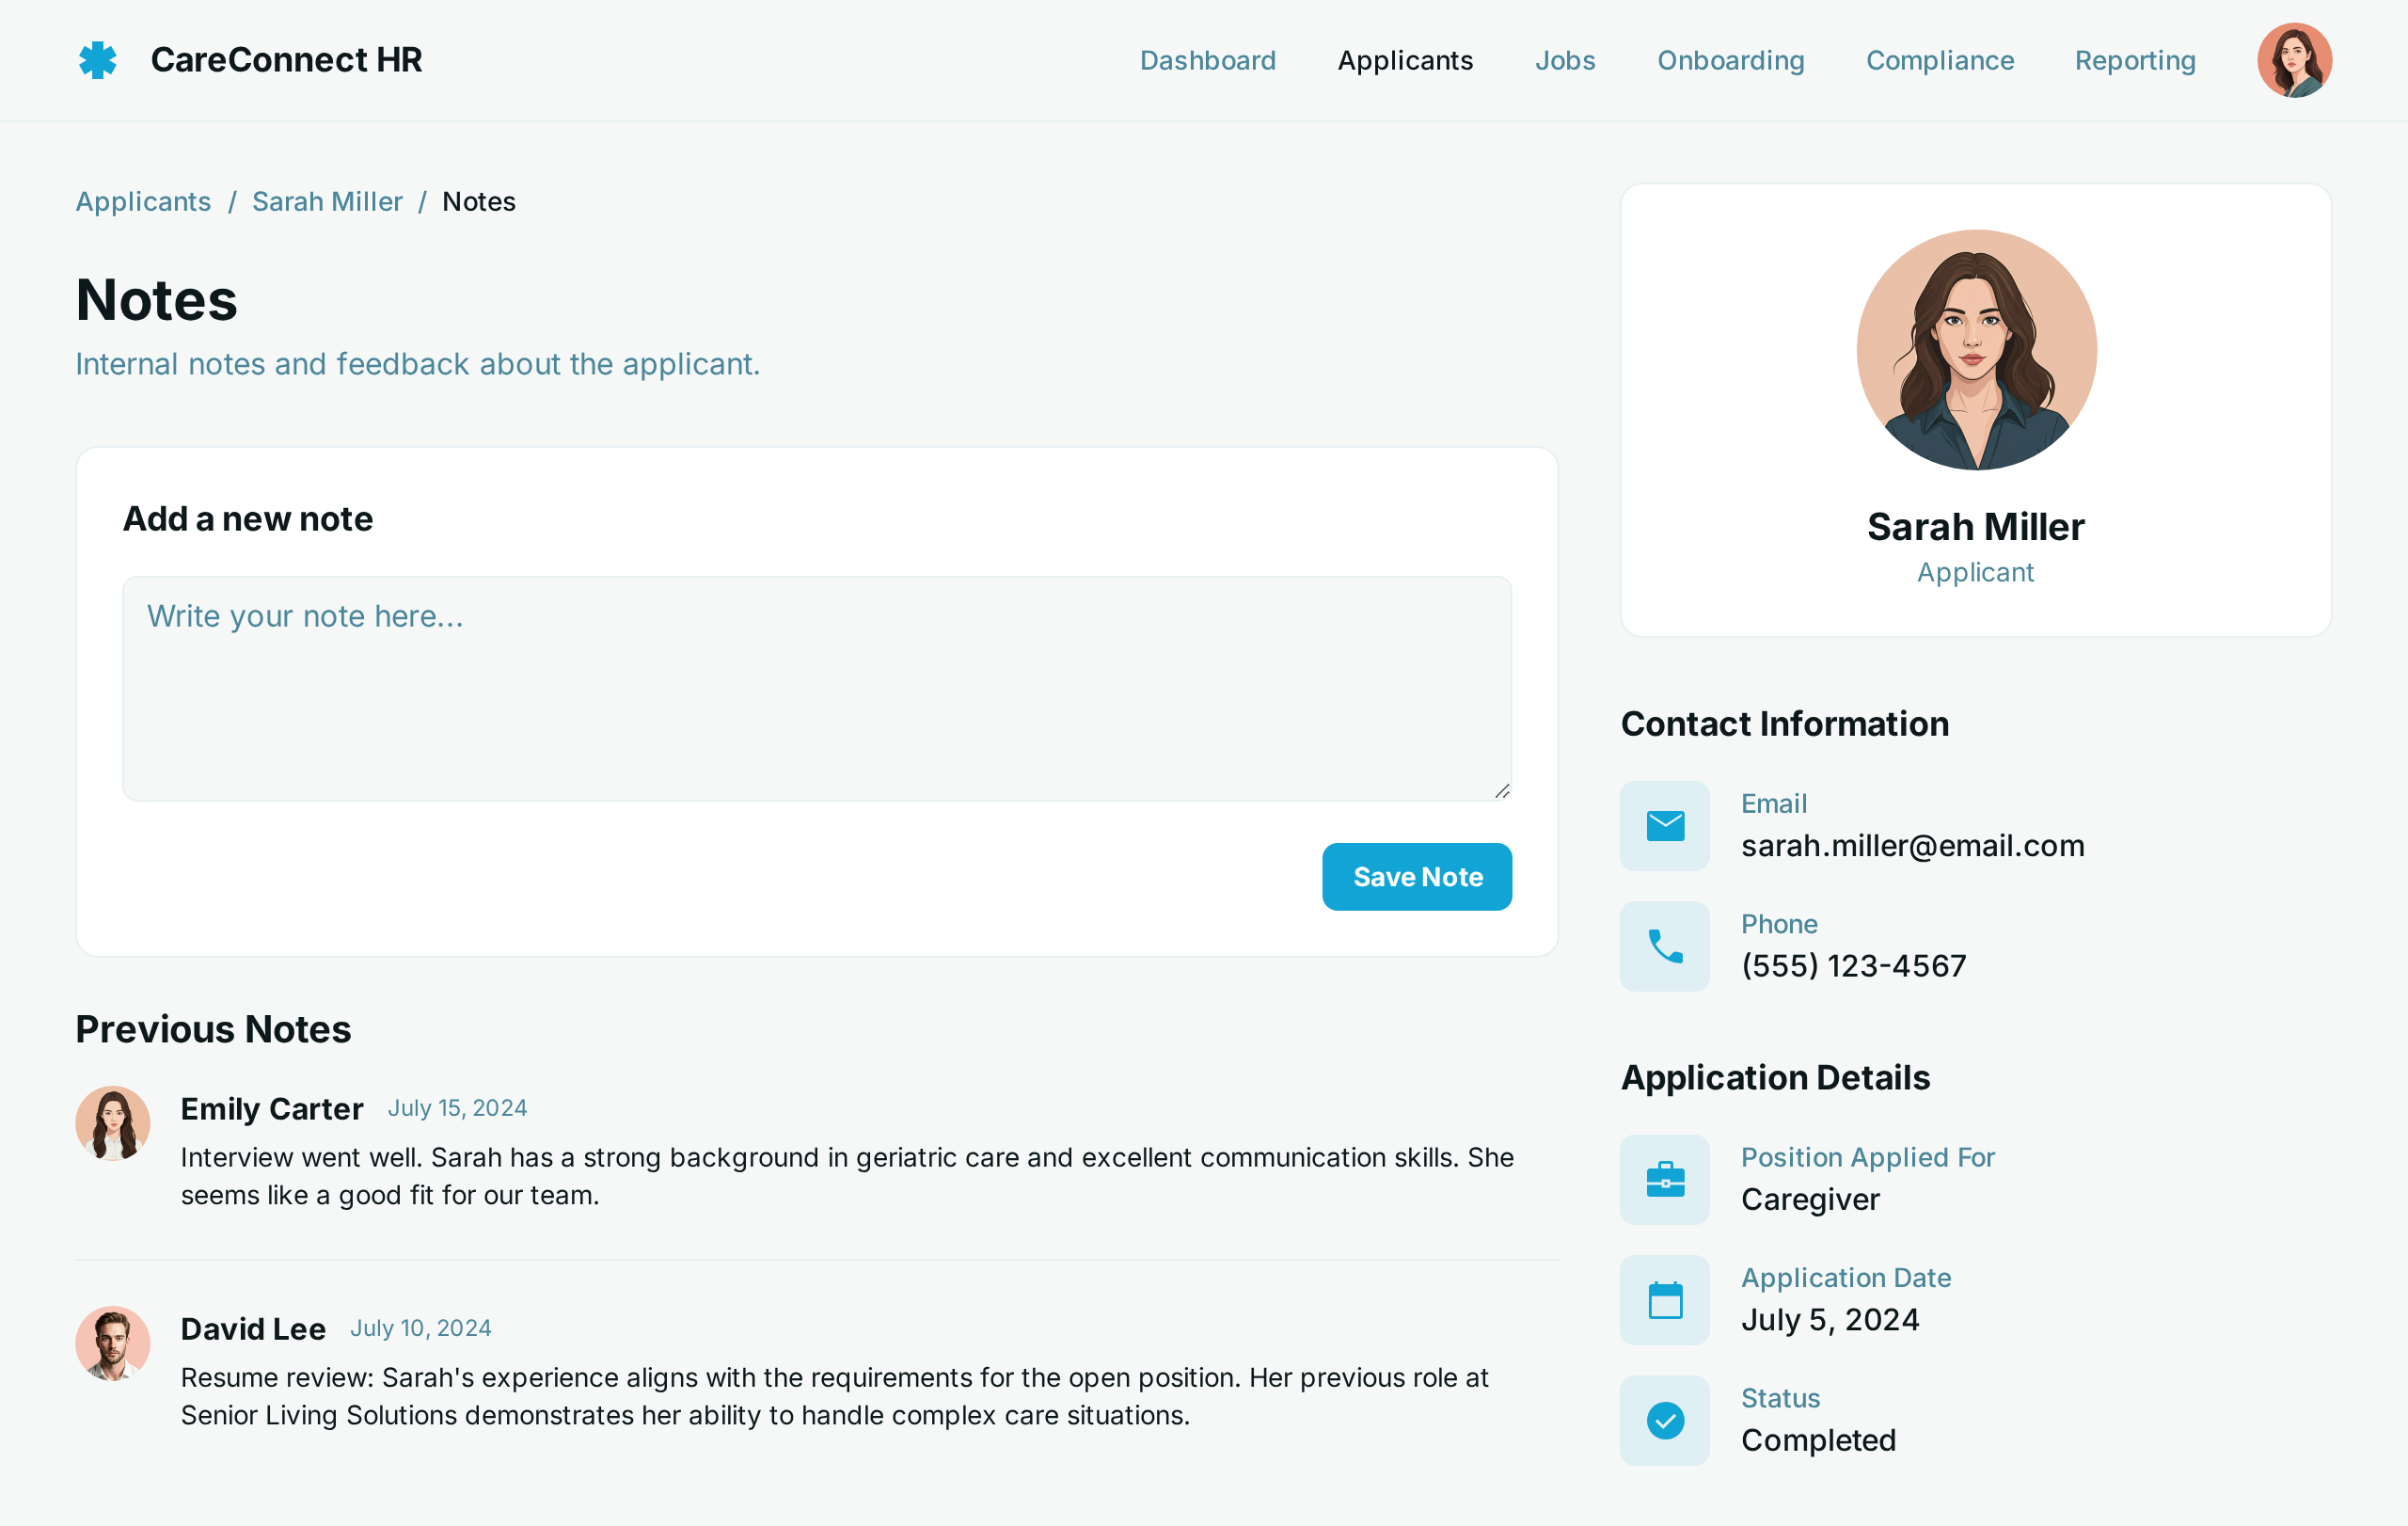 CareConnect HR
Dashboard
Applicants
Jobs
Onboarding
Compliance
Reporting
Applicants / Sarah Miller / Notes
Notes
Internal notes and feedback about the applicant.
Add a new note
Write your note here...
Save Note
Previous Notes
Emily Carter July 15, 2024
Interview went well. Sarah has a strong background in geriatric care and excellent communication skills. She
seems like a good fit for our team.
David Lee July 10, 2024
Resume review: Sarah's experience aligns with the requirements for the open position. Her previous role at
Senior Living Solutions demonstrates her ability to handle complex care situations.
Sarah Miller
Applicant
Contact Information
Email
sarah.miller@email.com
Phone
(555) 123-4567
Application Details
Position Applied For
Caregiver
Application Date
July 5, 2024
Status
Completed